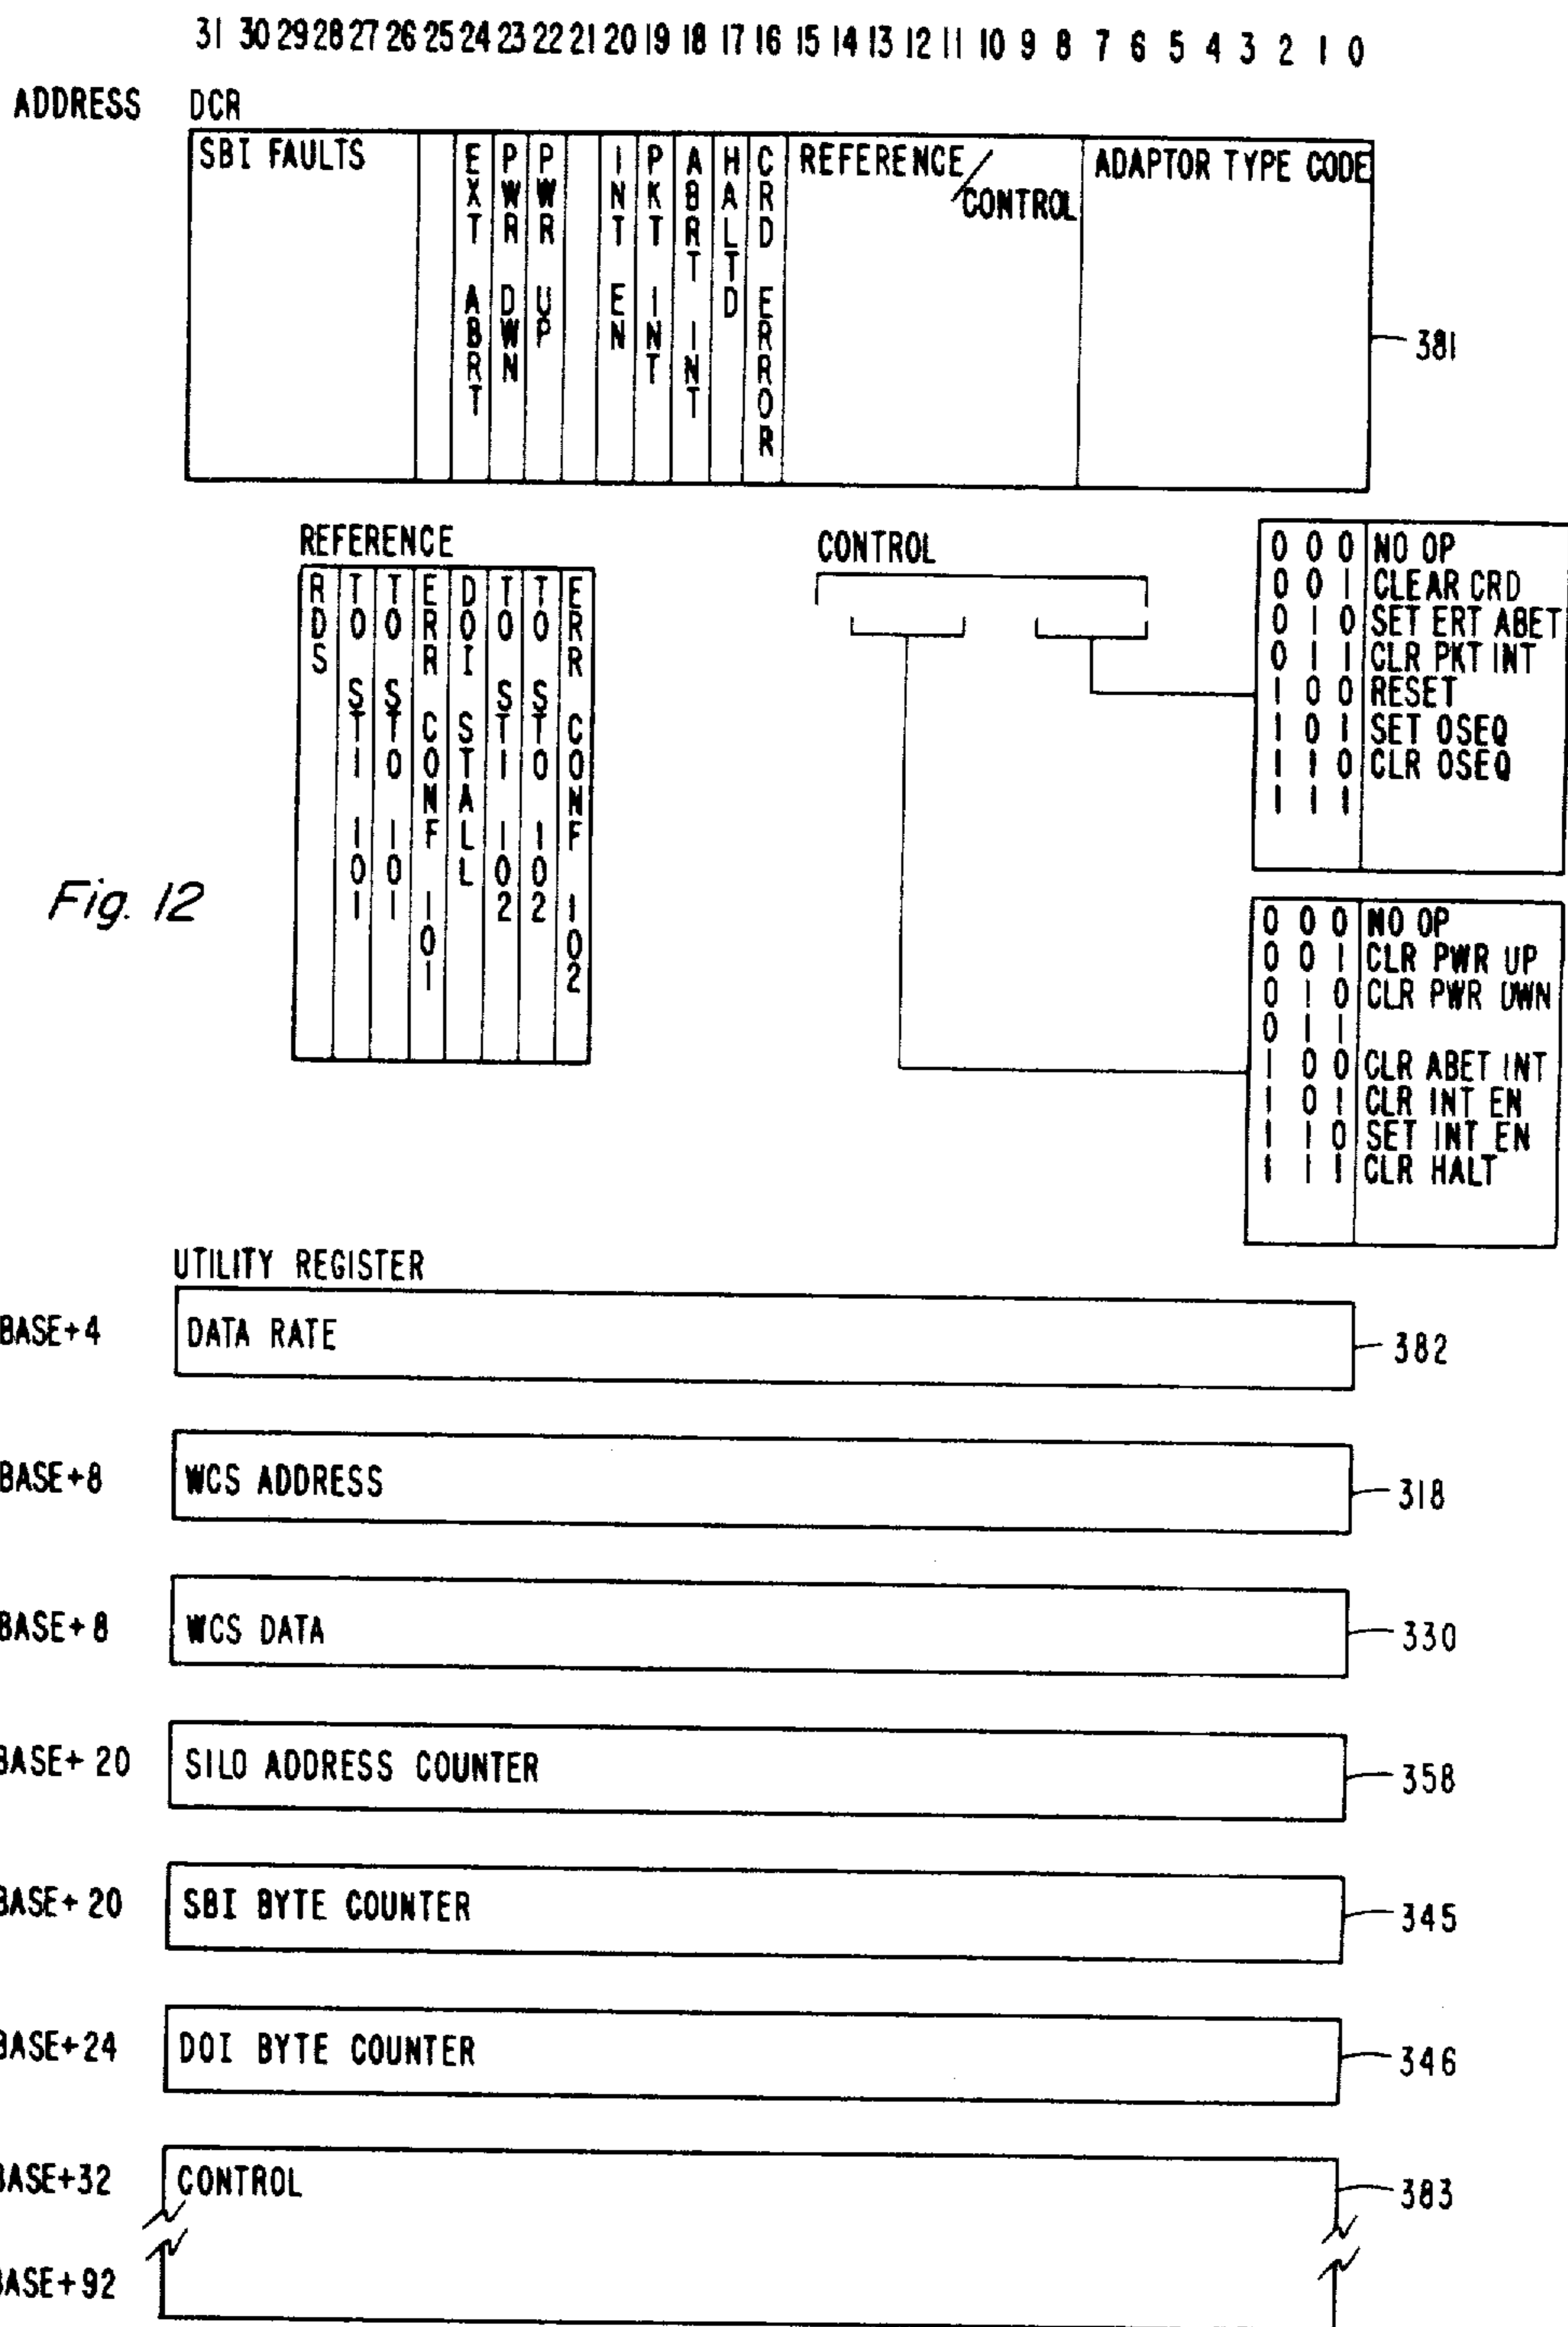 31 30 29 28 27 26 25 24 23 22 21 20 19 18 17 16 15 14 13 12 11 10 9 8 7 6 5 4 3 2 1 0
ADDRESS DCR
SBI FAULTS
EXT ABRT
PWR DWN
PWR UP
INT EN
PKT INT
ABRT INT
HALTD
CRD ERROR
REFERENCE/
CONTROL
ADAPTOR TYPE CODE
381
REFERENCE
RDS
TO ST1 101
TO ST0 101
ERR CONF 101
DOI STALL
TO ST1 102
TO ST0 102
ERR CONF 102
CONTROL
0 0 0 NO OP
0 0 1 CLEAR CRD
0 1 0 SET ERT ABET
0 1 1 CLR PKT INT
1 0 0 RESET
1 0 1 SET OSEQ
1 1 0 CLR OSEQ
1 1 1
Fig. 12
0 0 0 NO OP
0 0 1 CLR PWR UP
0 1 0 CLR PWR DWN
0 1 1
1 0 0 CLR ABET INT
1 0 1 CLR INT EN
1 1 0 SET INT EN
1 1 1 CLR HALT
UTILITY REGISTER
BASE+4 DATA RATE 382
BASE+8 WCS ADDRESS 318
BASE+8 WCS DATA 330
BASE+20 SILO ADDRESS COUNTER 358
BASE+20 SBI BYTE COUNTER 345
BASE+24 DOI BYTE COUNTER 346
BASE+32 CONTROL 383
BASE+92